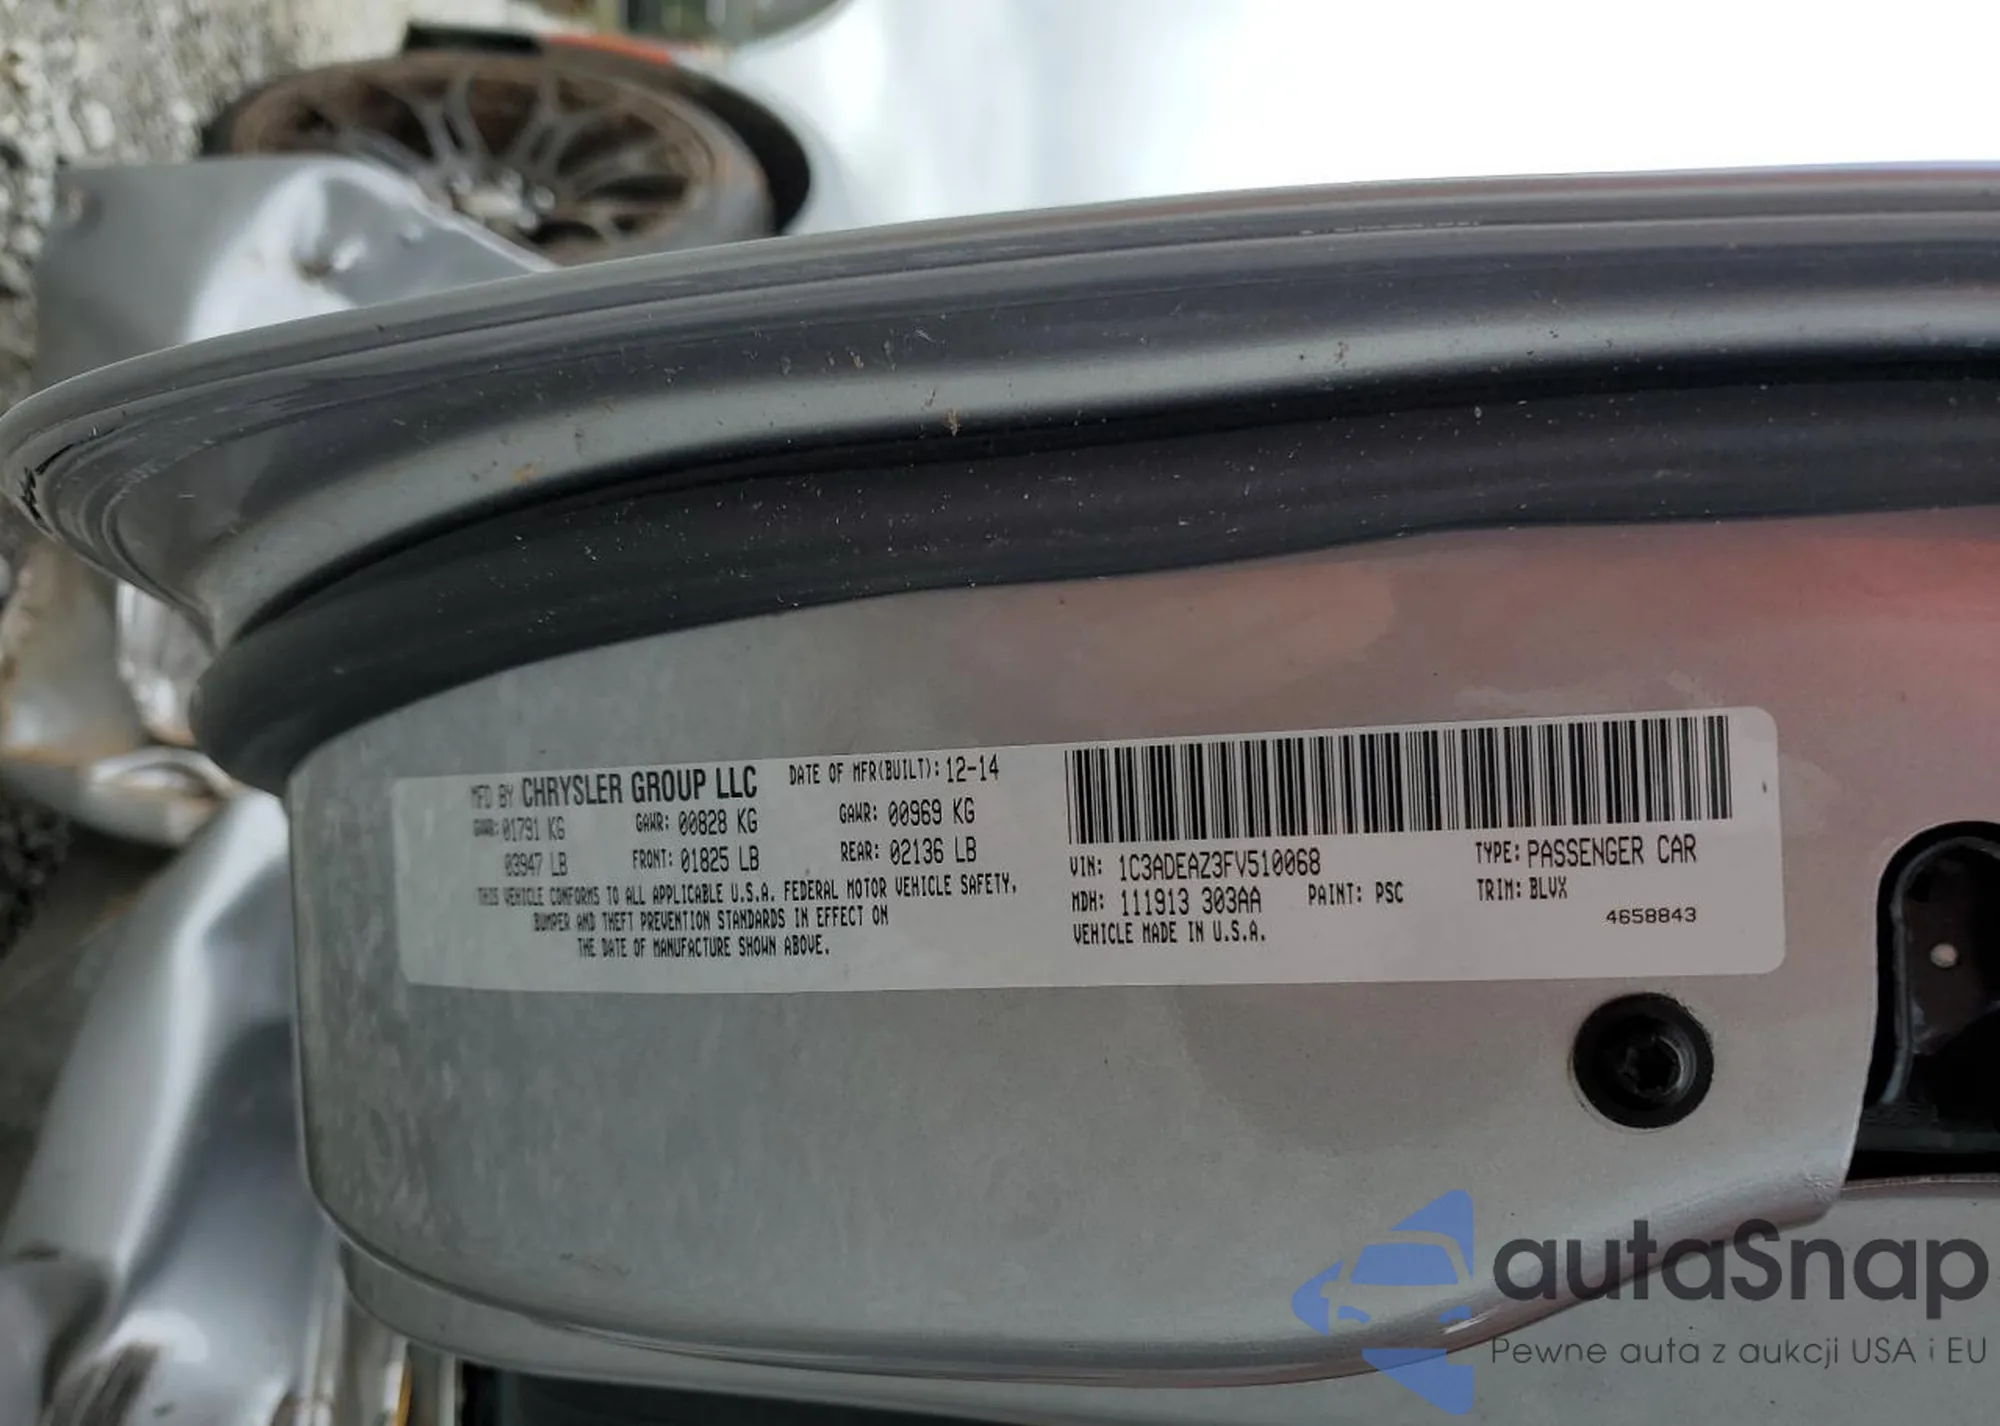 MFD BY CHRYSLER GROUP LLC DATE OF MFR(BUILT): 12-14
GAWR: 01791 KG GAWR: 00828 KG GAWR: 00969 KG
03947 LB FRONT: 01825 LB REAR: 02136 LB
THIS VEHICLE CONFORMS TO ALL APPLICABLE U.S.A. FEDERAL MOTOR VEHICLE SAFETY,
BUMPER AND THEFT PREVENTION STANDARDS IN EFFECT ON
THE DATE OF MANUFACTURE SHOWN ABOVE.
VIN: 1C3ADEAZ3FV510068 TYPE: PASSENGER CAR
MDH: 111913 303AA PAINT: PSC TRIM: BLVX
VEHICLE MADE IN U.S.A. 4658843
autaSnap
Pewne auta z aukcji USA i EU